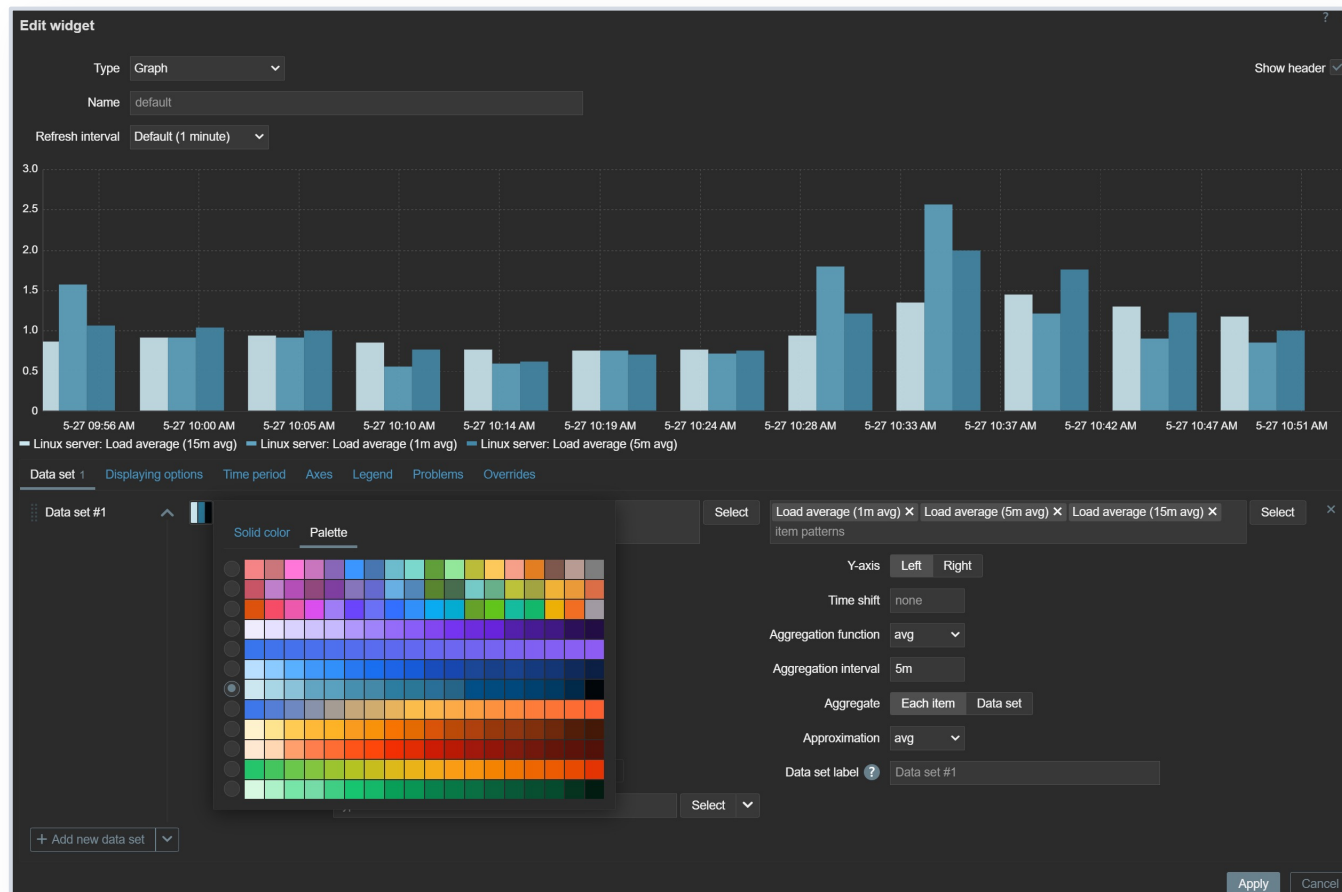 Edit widget
?
Type Graph
Show header
Name default
Refresh interval Default (1 minute)
3.0
2.5
2.0
1.5
1.0
0.5
0
5-27 09:56 AM 5-27 10:00 AM 5-27 10:05 AM 5-27 10:10 AM 5-27 10:14 AM 5-27 10:19 AM 5-27 10:24 AM 5-27 10:28 AM 5-27 10:33 AM 5-27 10:37 AM 5-27 10:42 AM 5-27 10:47 AM 5-27 10:51 AM
Linux server: Load average (15m avg) Linux server: Load average (1m avg) Linux server: Load average (5m avg)
Data set 1 Displaying options Time period Axes Legend Problems Overrides
Data set #1
Select
Load average (1m avg) × Load average (5m avg) × Load average (15m avg) ×
item patterns
Select
×
Solid color Palette
Y-axis Left Right
Time shift none
Aggregation function avg
Aggregation interval 5m
Aggregate Each item Data set
Approximation avg
Data set label ? Data set #1
Select
+ Add new data set
Apply Cancel